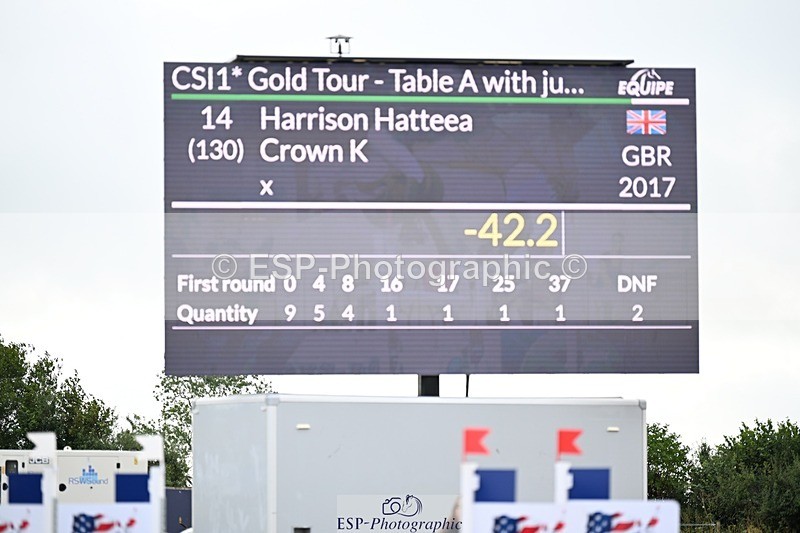 CSI1* Gold Tour - Table A with ju...
EQUIPE
14 Harrison Hatteea
(130) Crown K GBR
x 2017
-42.2
© ESP-Photographic ©
First round 0 4 8 16 17 25 37 DNF
Quantity 9 5 4 1 1 1 1 2
JCB
RSWSound
ESP-Photographic